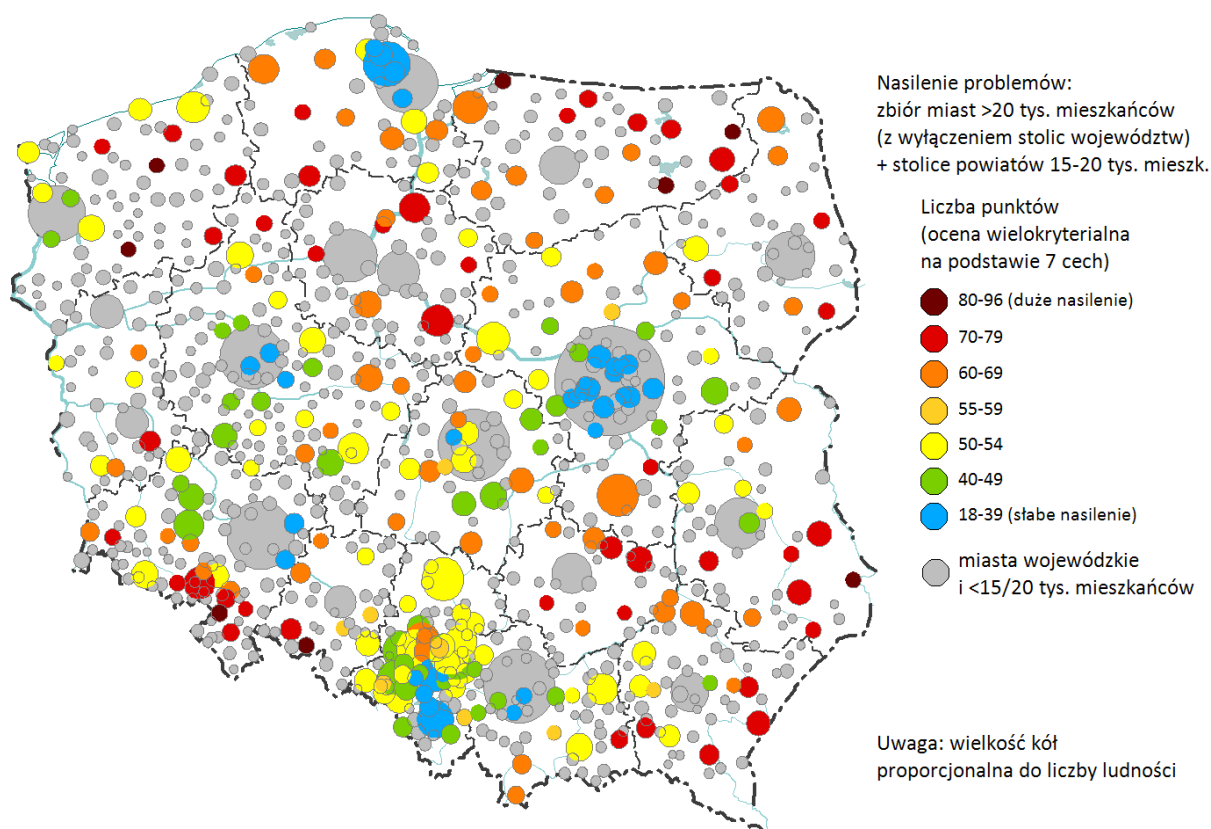 Nasilenie problemów:
zbiór miast >20 tys. mieszkańców
(z wyłączeniem stolic województw)
+ stolice powiatów 15-20 tys. mieszk.
Liczba punktów
(ocena wielokryterialna
na podstawie 7 cech)
80-96 (duże nasilenie)
70-79
60-69
55-59
50-54
40-49
18-39 (słabe nasilenie)
miasta wojewódzkie
i <15/20 tys. mieszkańców
Uwaga: wielkość kół
proporcjonalna do liczby ludności